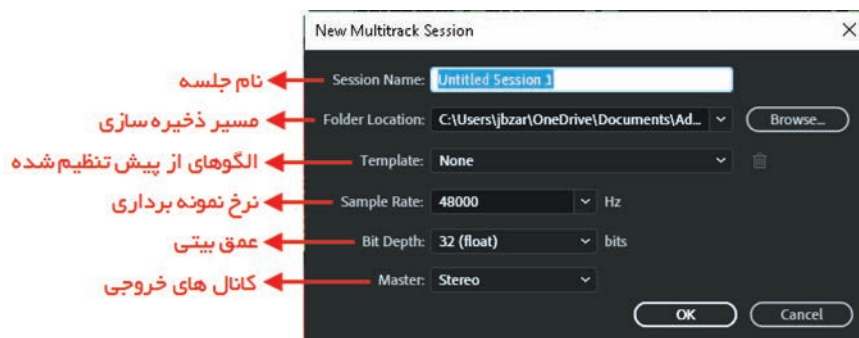 New Multitrack Session
نام جلسه
Session Name: Untitled Session 1
مسیر ذخیره سازی
Folder Location: C:\Users\jbzar\OneDrive\Documents\Ad... Browse...
الگوهای از پیش تنظیم شده
Template: None
نرخ نمونه برداری
Sample Rate: 48000 Hz
عمق بیتی
Bit Depth: 32 (float) bits
کانال های خروجی
Master: Stereo
OK Cancel